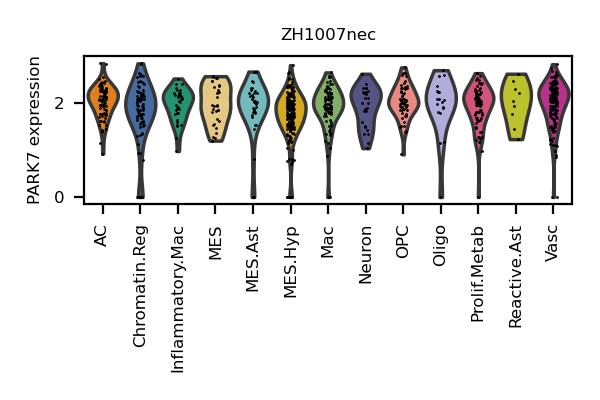 ZH1007nec
PARK7 expression
2
0
AC
Chromatin.Reg
Inflammatory.Mac
MES
MES.Ast
MES.Hyp
Mac
Neuron
OPC
Oligo
Prolif.Metab
Reactive.Ast
Vasc